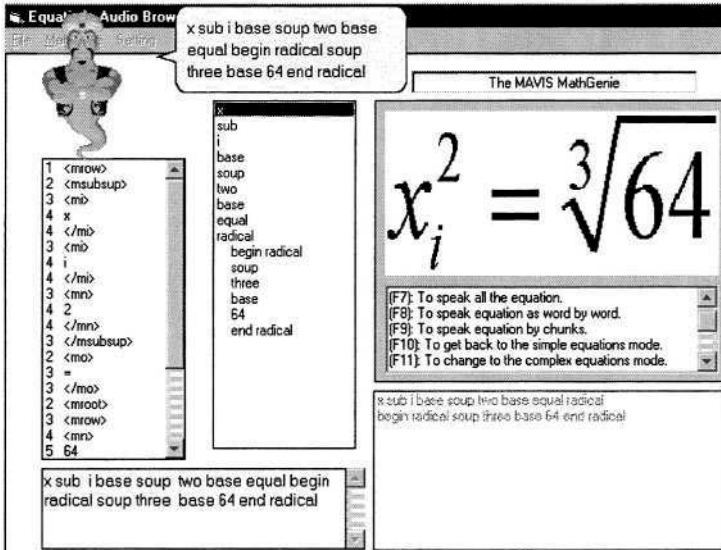 x sub i base soup two base
equal begin radical soup
three base 64 end radical
The MAVIS MathGenie
x
sub
i
base
soup
two
base
equal
radical
begin radical
soup
three
base
64
end radical
1 <mrow>
2 <msubsup>
3 <mi>
4 x
4 </mi>
3 <mi>
4 i
4 </mi>
3 <mn>
4 2
4 </mn>
3 </msubsup>
2 <mo>
3 =
3 </mo>
2 <mroot>
3 <mrow>
4 <mn>
5 64
x_i^2 = ∛64
(F7): To speak all the equation.
(F8): To speak equation as word by word.
(F9): To speak equation by chunks.
(F10): To get back to the simple equations mode.
(F11): To change to the complex equations mode.
x sub i base soup two base equal radical
begin radical soup three base 64 end radical
x sub i base soup two base equal begin
radical soup three base 64 end radical